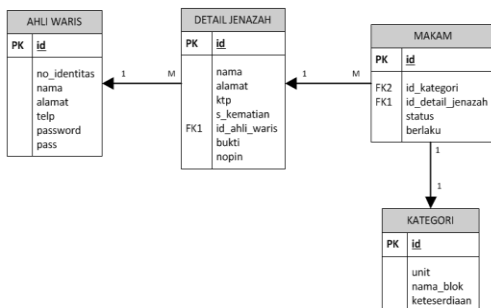 AHLI WARIS
PK id
no_identitas
nama
alamat
telp
password
pass
1 M
DETAIL JENAZAH
PK id
nama
alamat
ktp
s_kematian
FK1 id_ahli_waris
bukti
nopin
1 M
MAKAM
PK id
FK2 id_kategori
FK1 id_detail_jenazah
status
berlaku
1
1
KATEGORI
PK id
unit
nama_blok
keteserdiaan